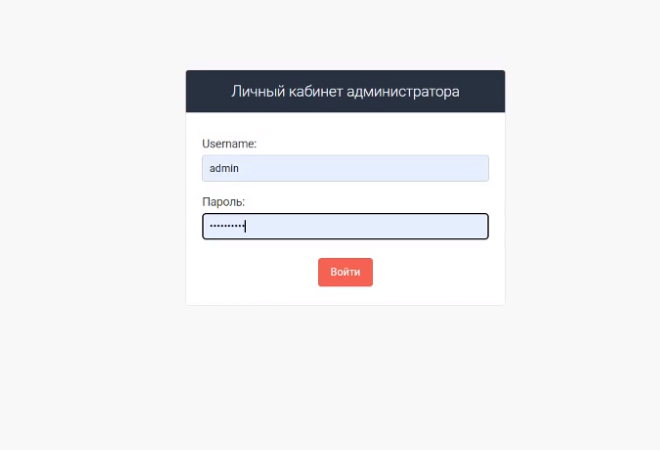 Личный кабинет администратора
Username:
admin
Пароль:
••••••••••
Войти